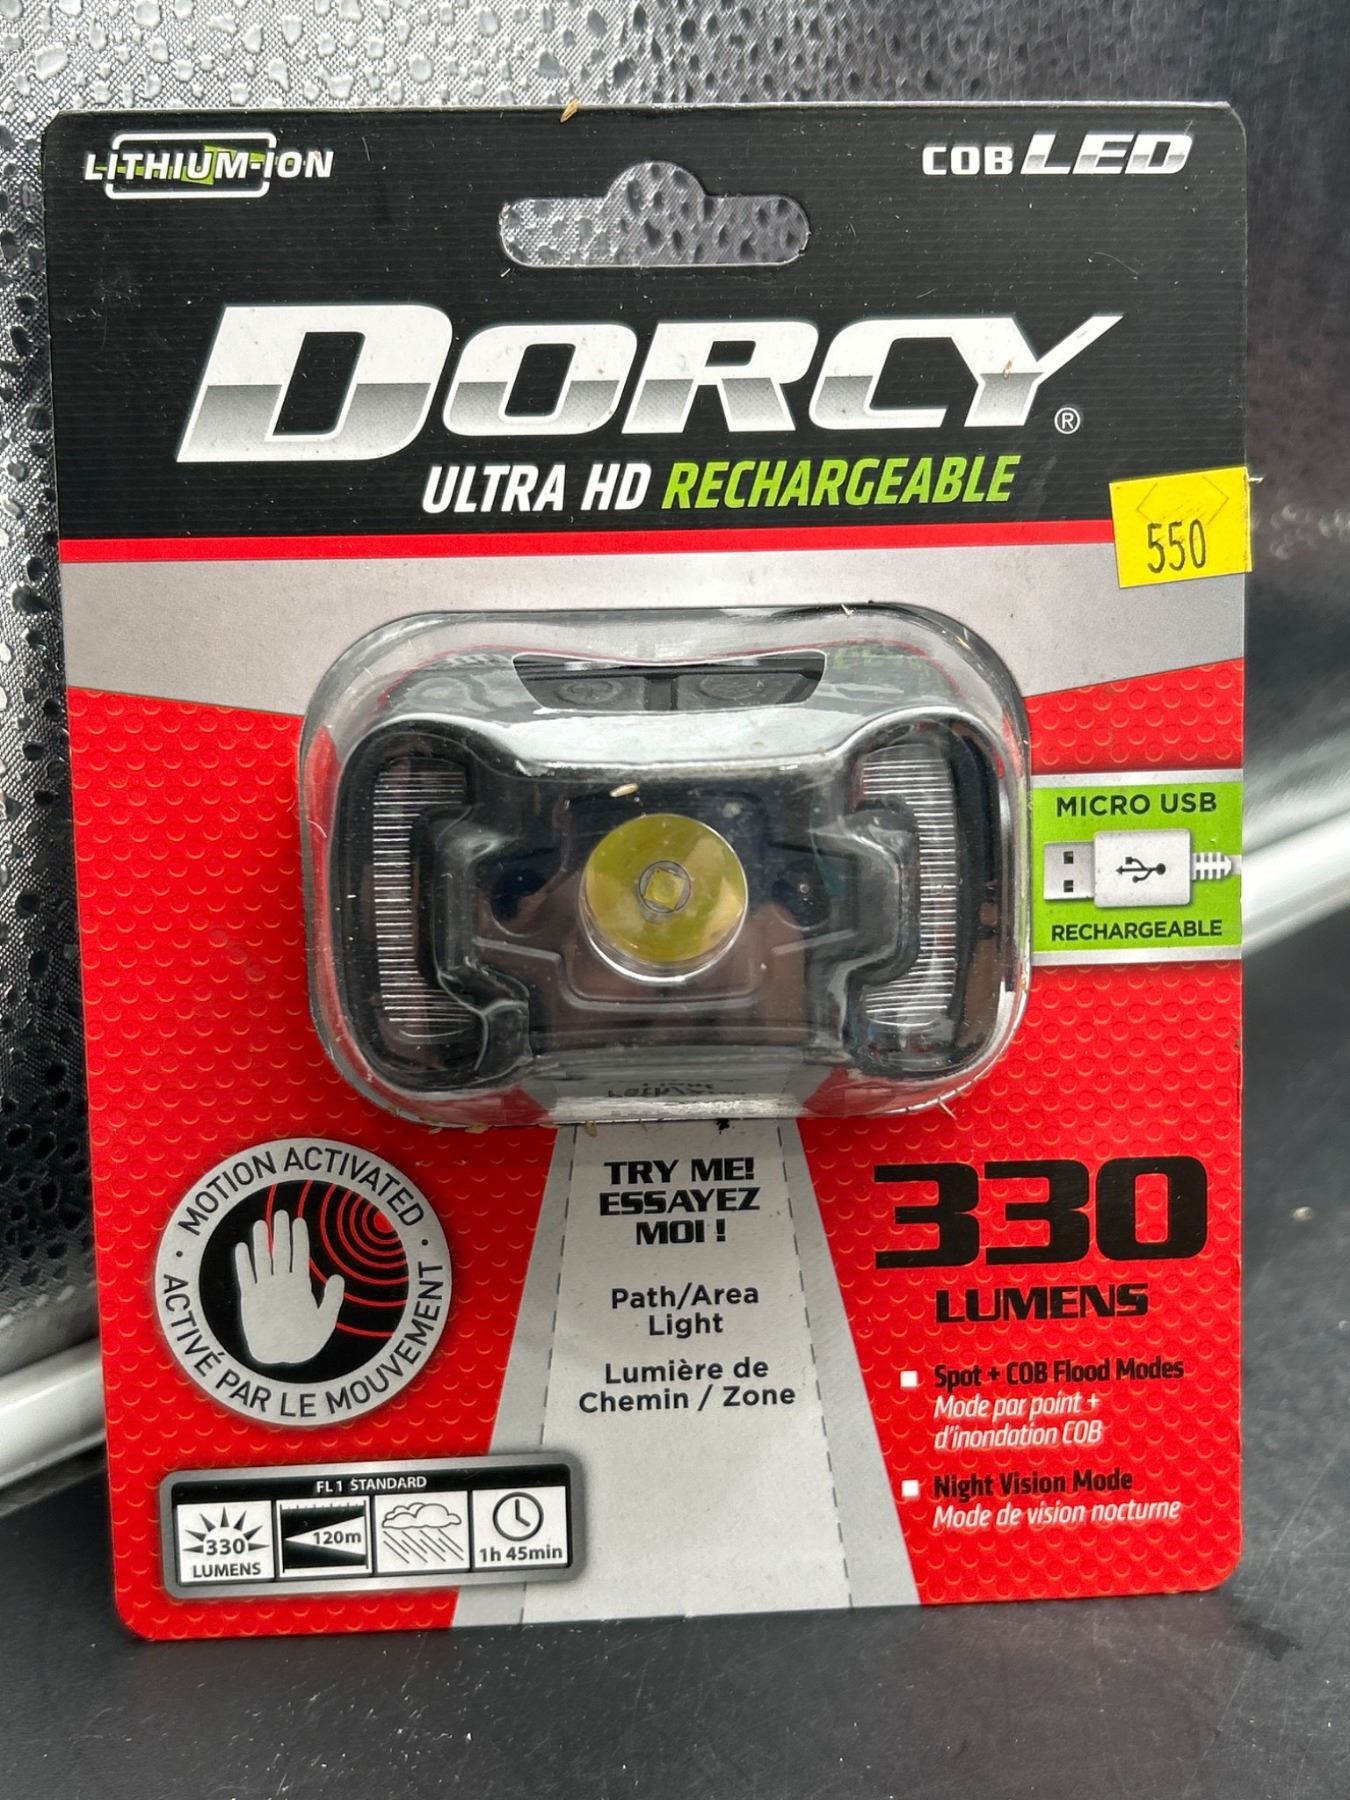 LITHIUM-ION
COB LED
DORCY®
ULTRA HD RECHARGEABLE
550
MICRO USB
RECHARGEABLE
MOTION ACTIVATED
ACTIVÉ PAR LE MOUVEMENT
TRY ME!
ESSAYEZ
MOI !
Path/Area
Light
Lumière de
Chemin / Zone
330
LUMENS
Spot + COB Flood Modes
Mode par point +
d'inondation COB
Night Vision Mode
Mode de vision nocturne
FL 1 STANDARD
330
LUMENS
120m
1h 45min